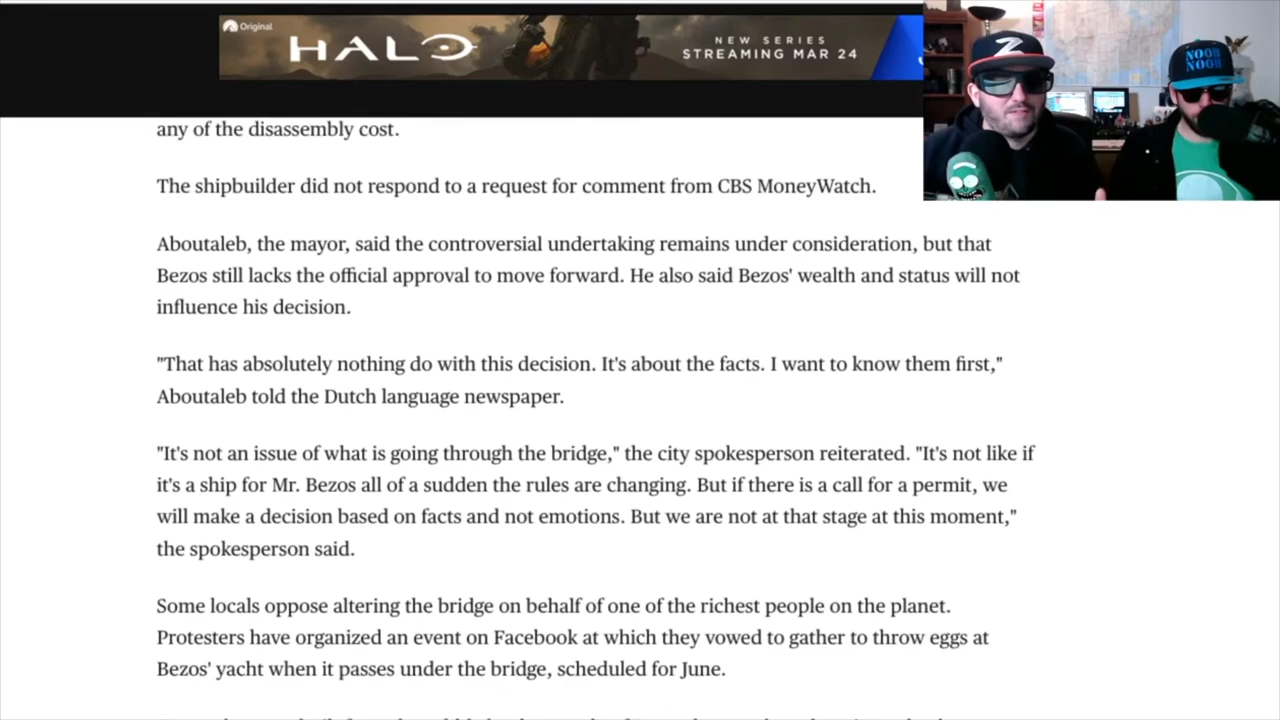 Original
HALO
NEW SERIES
STREAMING MAR 24
Z
NOOB
NOOB
any of the disassembly cost.
The shipbuilder did not respond to a request for comment from CBS MoneyWatch.
Aboutaleb, the mayor, said the controversial undertaking remains under consideration, but that
Bezos still lacks the official approval to move forward. He also said Bezos' wealth and status will not
influence his decision.
"That has absolutely nothing do with this decision. It's about the facts. I want to know them first,"
Aboutaleb told the Dutch language newspaper.
"It's not an issue of what is going through the bridge," the city spokesperson reiterated. "It's not like if
it's a ship for Mr. Bezos all of a sudden the rules are changing. But if there is a call for a permit, we
will make a decision based on facts and not emotions. But we are not at that stage at this moment,"
the spokesperson said.
Some locals oppose altering the bridge on behalf of one of the richest people on the planet.
Protesters have organized an event on Facebook at which they vowed to gather to throw eggs at
Bezos' yacht when it passes under the bridge, scheduled for June.